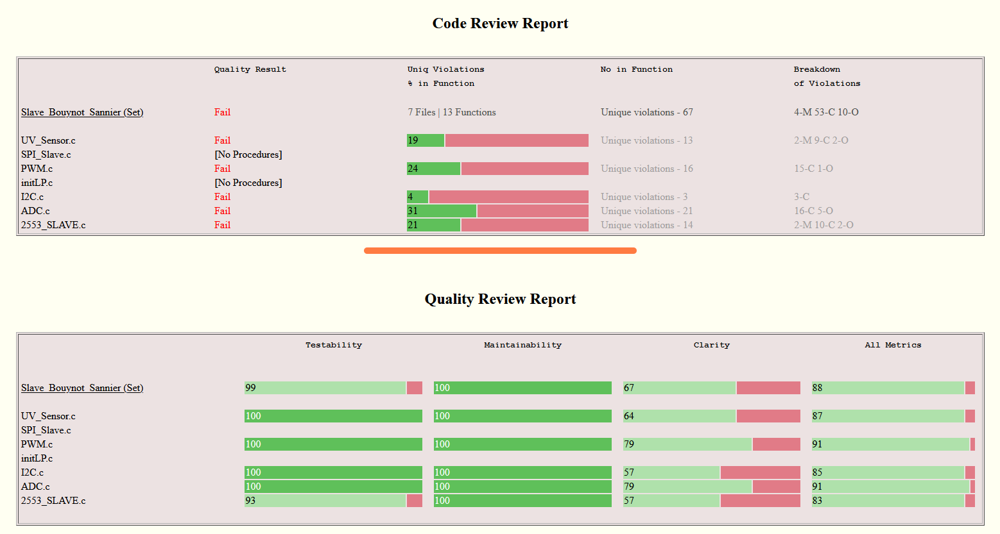 Code Review Report
Quality Result Uniq Violations No in Function Breakdown
% in Function of Violations
Slave_Bouynot_Sannier (Set) Fail 7 Files | 13 Functions Unique violations - 67 4-M 53-C 10-O
UV_Sensor.c Fail 19 Unique violations - 13 2-M 9-C 2-O
SPI_Slave.c [No Procedures]
PWM.c Fail 24 Unique violations - 16 15-C 1-O
initLP.c [No Procedures]
I2C.c Fail 4 Unique violations - 3 3-C
ADC.c Fail 31 Unique violations - 21 16-C 5-O
2553_SLAVE.c Fail 21 Unique violations - 14 2-M 10-C 2-O
Quality Review Report
Testability Maintainability Clarity All Metrics
Slave_Bouynot_Sannier (Set) 99 100 67 88
UV_Sensor.c 100 100 64 87
SPI_Slave.c
PWM.c 100 100 79 91
initLP.c
I2C.c 100 100 57 85
ADC.c 100 100 79 91
2553_SLAVE.c 93 100 57 83